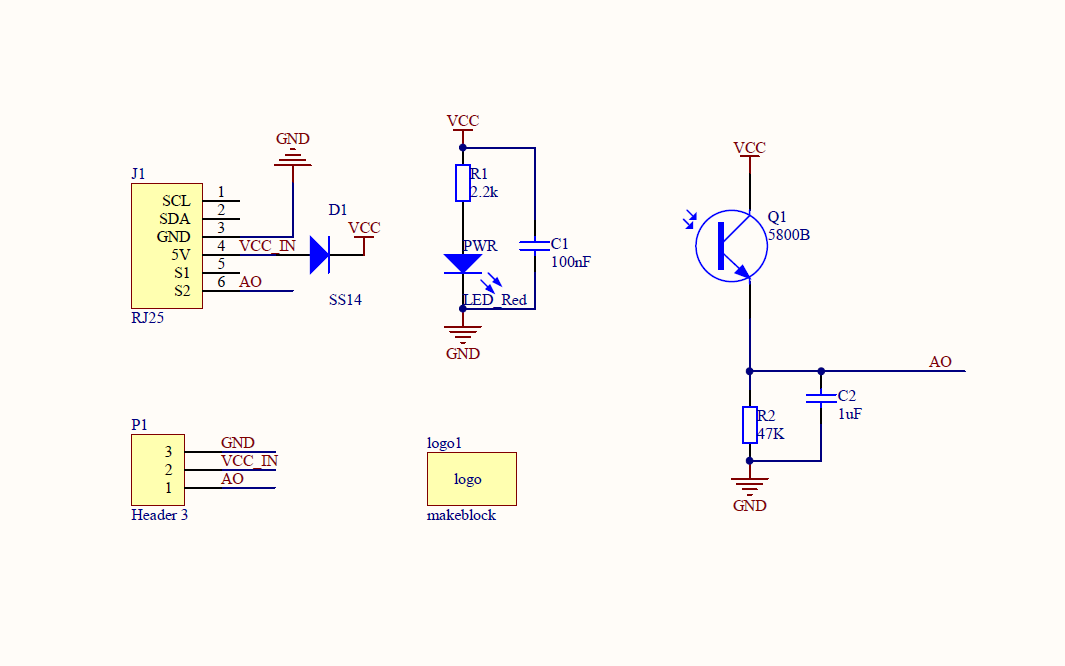 GND
J1
SCL 1
SDA 2
GND 3
5V 4 VCC_IN
S1 5
S2 6 AO
RJ25
D1
VCC
SS14
VCC
R1
2.2k
PWR
LED_Red
C1
100nF
GND
VCC
Q1
5800B
AO
R2
47K
C2
1uF
GND
P1
3 GND
2 VCC_IN
1 AO
Header 3
logo1
logo
makeblock